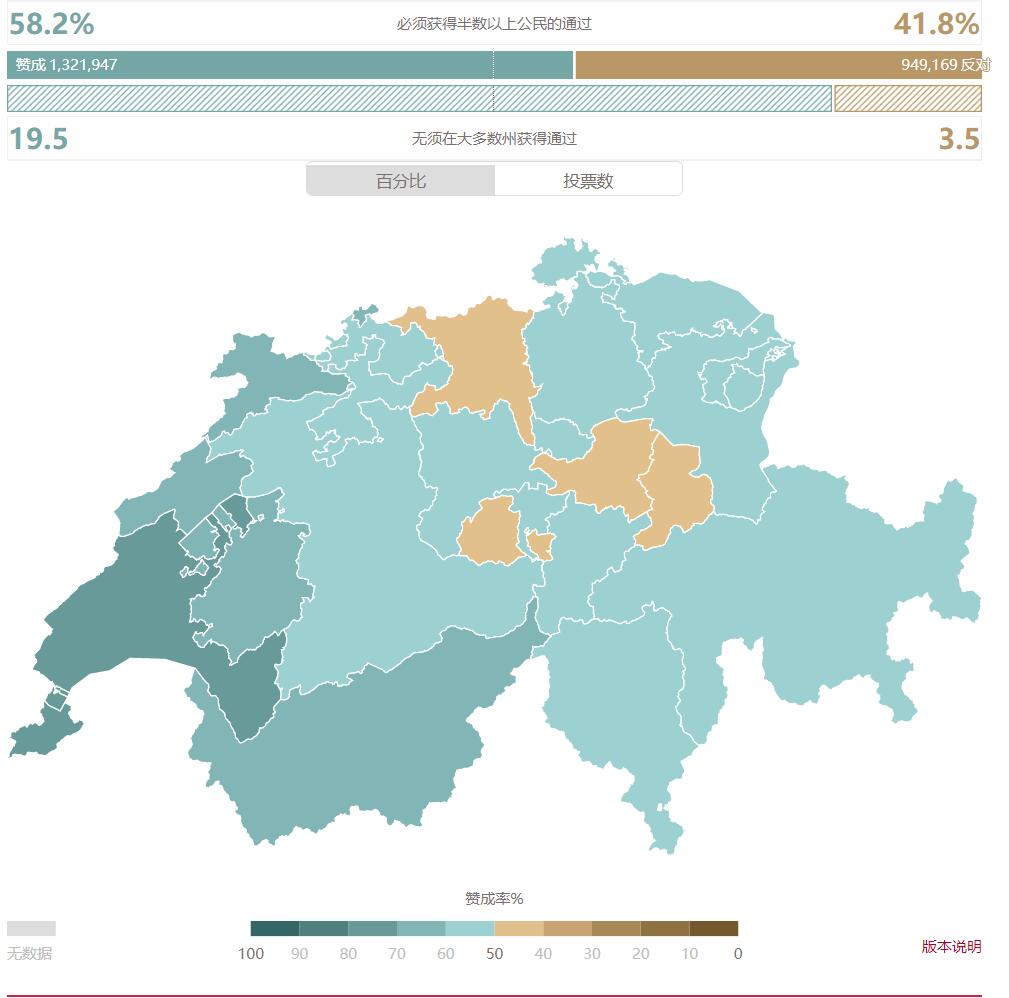 58.2% 必须获得半数以上公民的通过 41.8%
赞成 1,321,947 949,169 反对
19.5 无须在大多数州获得通过 3.5
百分比 投票数
赞成率%
无数据 100 90 80 70 60 50 40 30 20 10 0 版本说明